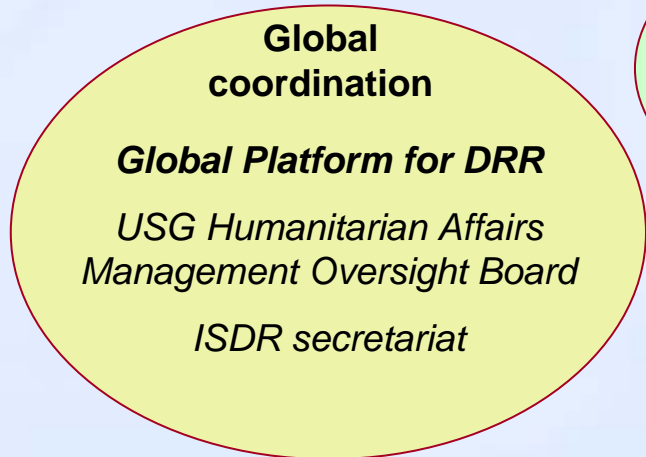 Global
coordination
Global Platform for DRR
USG Humanitarian Affairs
Management Oversight Board
ISDR secretariat